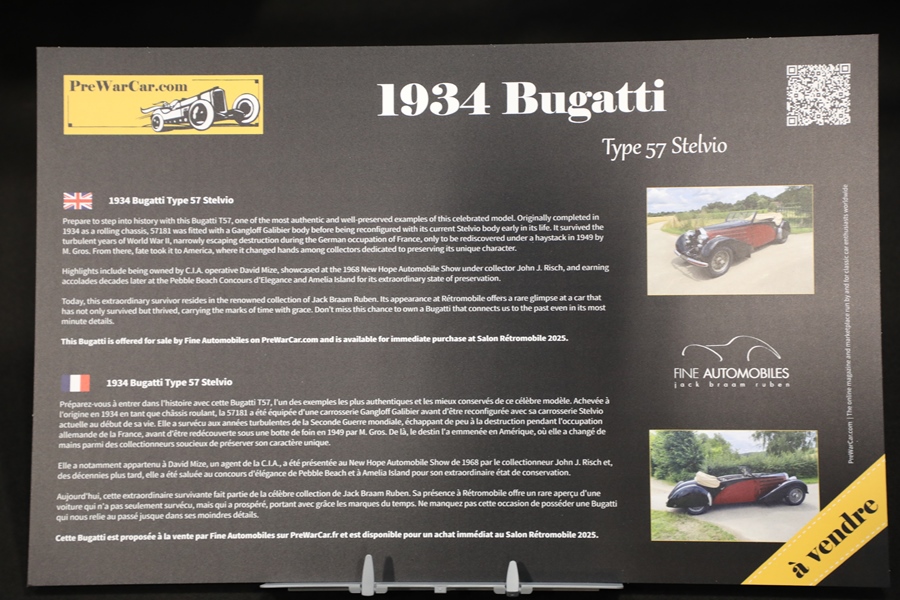 PreWarCar.com
1934 Bugatti
Type 57 Stelvio
1934 Bugatti Type 57 Stelvio
Prepare to step into history with this Bugatti T57, one of the most authentic and well-preserved examples of this celebrated model. Originally completed in
1934 as a rolling chassis, 57181 was fitted with a Gangloff Galibier body before being reconfigured with its current Stelvio body early in its life. It survived the
turbulent years of World War II, narrowly escaping destruction during the German occupation of France, only to be rediscovered under a haystack in 1949 by
M. Gros. From there, fate took it to America, where it changed hands among collectors dedicated to preserving its unique character.
Highlights include being owned by C.I.A. operative David Mize, showcased at the 1968 New Hope Automobile Show under collector John J. Risch, and earning
accolades decades later at the Pebble Beach Concours d'Elegance and Amelia Island for its extraordinary state of preservation.
Today, this extraordinary survivor resides in the renowned collection of Jack Braam Ruben. Its appearance at Rétromobile offers a rare glimpse at a car that
has not only survived but thrived, carrying the marks of time with grace. Don't miss this chance to own a Bugatti that connects us to the past even in its most
minute details.
This Bugatti is offered for sale by Fine Automobiles on PreWarCar.com and is available for immediate purchase at Salon Rétromobile 2025.
1934 Bugatti Type 57 Stelvio
Préparez-vous à entrer dans l'histoire avec cette Bugatti T57, l'un des exemples les plus authentiques et les mieux conservés de ce célèbre modèle. Achevée à
l'origine en 1934 en tant que châssis roulant, la 57181 a été équipée d'une carrosserie Gangloff Galibier avant d'être reconfigurée avec sa carrosserie Stelvio
actuelle au début de sa vie. Elle a survécu aux années turbulentes de la Seconde Guerre mondiale, échappant de peu à la destruction pendant l'occupation
allemande de la France, avant d'être redécouverte sous une botte de foin en 1949 par M. Gros. De là, le destin l'a emmenée en Amérique, où elle a changé de
mains parmi des collectionneurs soucieux de préserver son caractère unique.
Elle a notamment appartenu à David Mize, un agent de la C.I.A., a été présentée au New Hope Automobile Show de 1968 par le collectionneur John J. Risch et,
des décennies plus tard, elle a été saluée au concours d'élégance de Pebble Beach et à Amelia Island pour son extraordinaire état de conservation.
Aujourd'hui, cette extraordinaire survivante fait partie de la célèbre collection de Jack Braam Ruben. Sa présence à Rétromobile offre un rare aperçu d'une
voiture qui n'a pas seulement survécu, mais qui a prospéré, portant avec grâce les marques du temps. Ne manquez pas cette occasion de posséder une Bugatti
qui nous relie au passé jusque dans ses moindres détails.
Cette Bugatti est proposée à la vente par Fine Automobiles sur PreWarCar.fr et est disponible pour un achat immédiat au Salon Rétromobile 2025.
FINE AUTOMOBILES
jack braam ruben
PreWarCar.com | The online magazine and marketplace run by and for classic car enthusiasts worldwide
à vendre